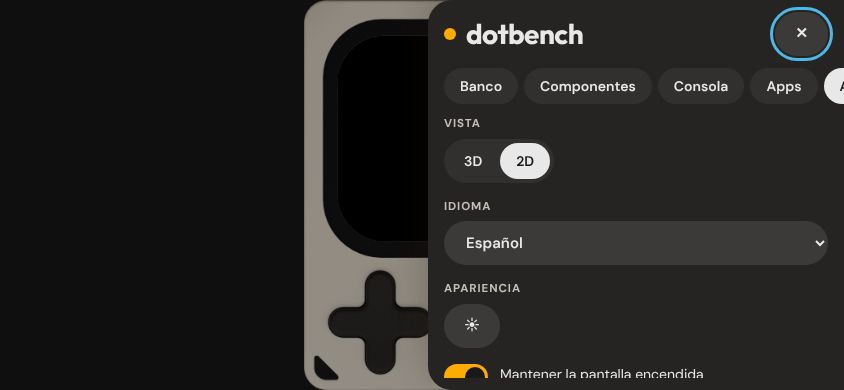 dotbench
×
Banco Componentes Consola Apps
VISTA
3D 2D
IDIOMA
Español
APARIENCIA
Mantener la pantalla encendida